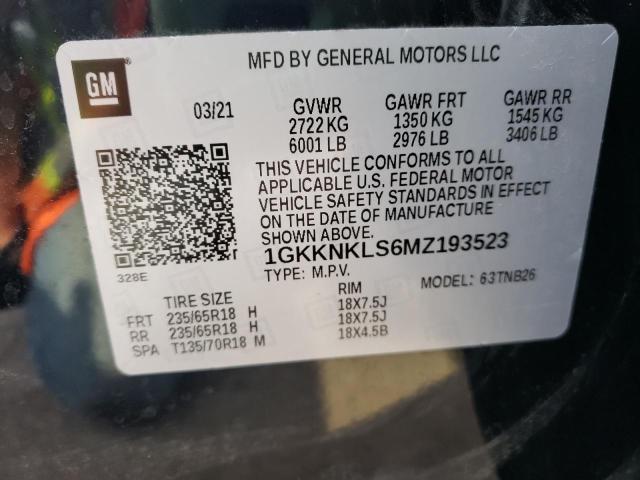 GM
MFD BY GENERAL MOTORS LLC
03/21 GVWR GAWR FRT GAWR RR
2722 KG 1350 KG 1545 KG
6001 LB 2976 LB 3406 LB
THIS VEHICLE CONFORMS TO ALL
APPLICABLE U.S. FEDERAL MOTOR
VEHICLE SAFETY STANDARDS IN EFFECT
ON THE DATE OF MANUFACTURE
SHOWN ABOVE.
1GKKNKLS6MZ193523
328E
TYPE: M.P.V. MODEL: 63TNB26
TIRE SIZE RIM
FRT 235/65R18 H 18X7.5J
RR 235/65R18 H 18X7.5J
SPA T135/70R18 M 18X4.5B